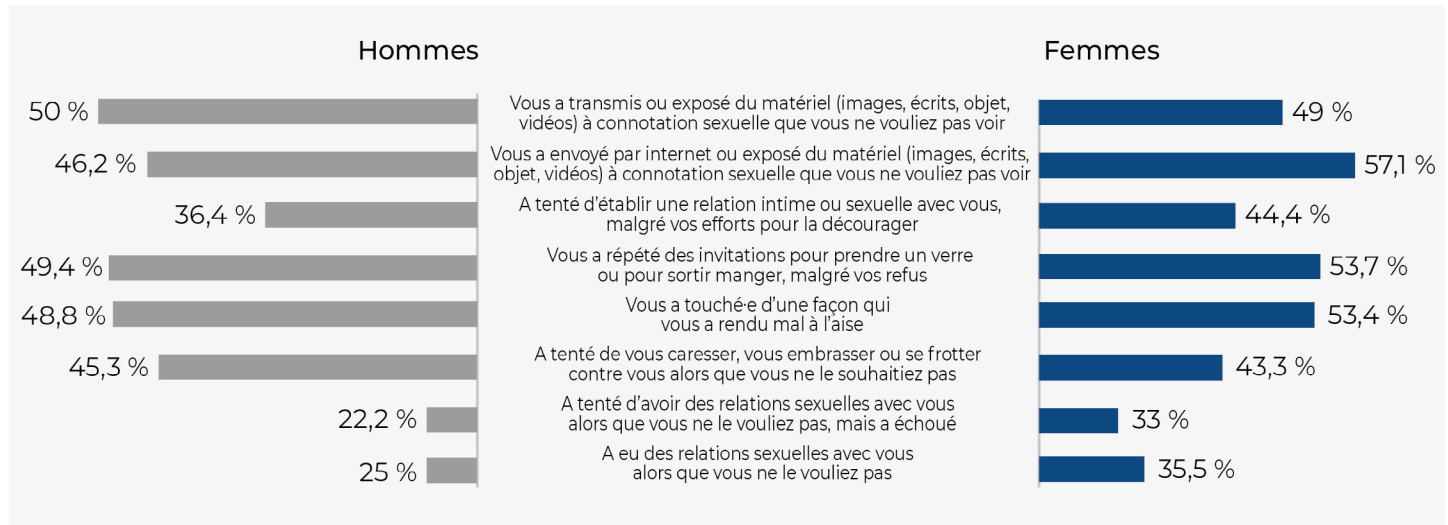 Hommes
Femmes
50 %
Vous a transmis ou exposé du matériel (images, écrits, objet,
vidéos) à connotation sexuelle que vous ne vouliez pas voir
49 %
46,2 %
Vous a envoyé par internet ou exposé du matériel (images, écrits,
objet, vidéos) à connotation sexuelle que vous ne vouliez pas voir
57,1 %
36,4 %
A tenté d'établir une relation intime ou sexuelle avec vous,
malgré vos efforts pour la décourager
44,4 %
49,4 %
Vous a répété des invitations pour prendre un verre
ou pour sortir manger, malgré vos refus
53,7 %
48,8 %
Vous a touché·e d'une façon qui
vous a rendu mal à l'aise
53,4 %
45,3 %
A tenté de vous caresser, vous embrasser ou se frotter
contre vous alors que vous ne le souhaitiez pas
43,3 %
22,2 %
A tenté d'avoir des relations sexuelles avec vous
alors que vous ne le vouliez pas, mais a échoué
33 %
25 %
A eu des relations sexuelles avec vous
alors que vous ne le vouliez pas
35,5 %